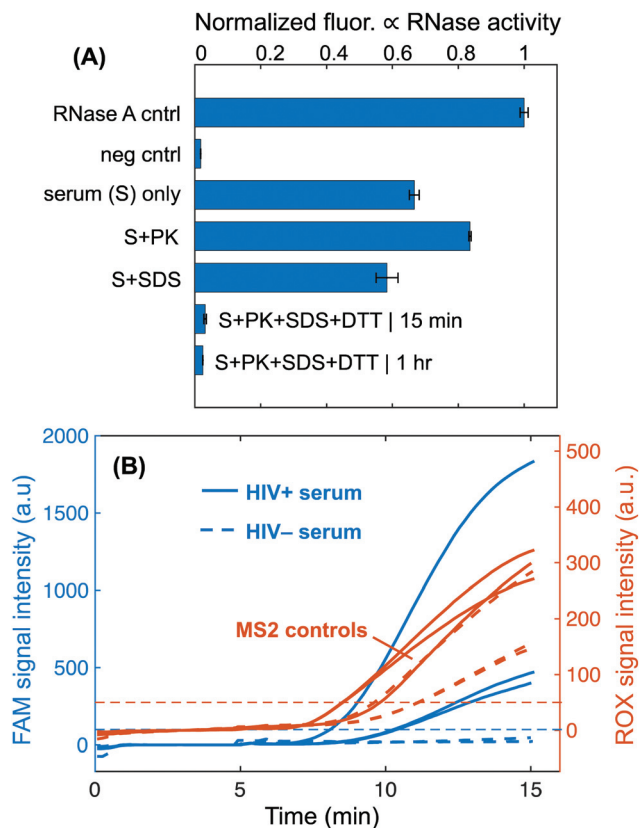 Normalized fluor. ∝ RNase activity
(A)
0 0.2 0.4 0.6 0.8 1
RNase A cntrl
neg cntrl
serum (S) only
S+PK
S+SDS
S+PK+SDS+DTT | 15 min
S+PK+SDS+DTT | 1 hr
(B)
FAM signal intensity (a.u)
2000
1500
1000
500
0
HIV+ serum
HIV– serum
MS2 controls
500
400
300
200
100
0
ROX signal intensity (a.u.)
0 5 10 15
Time (min)